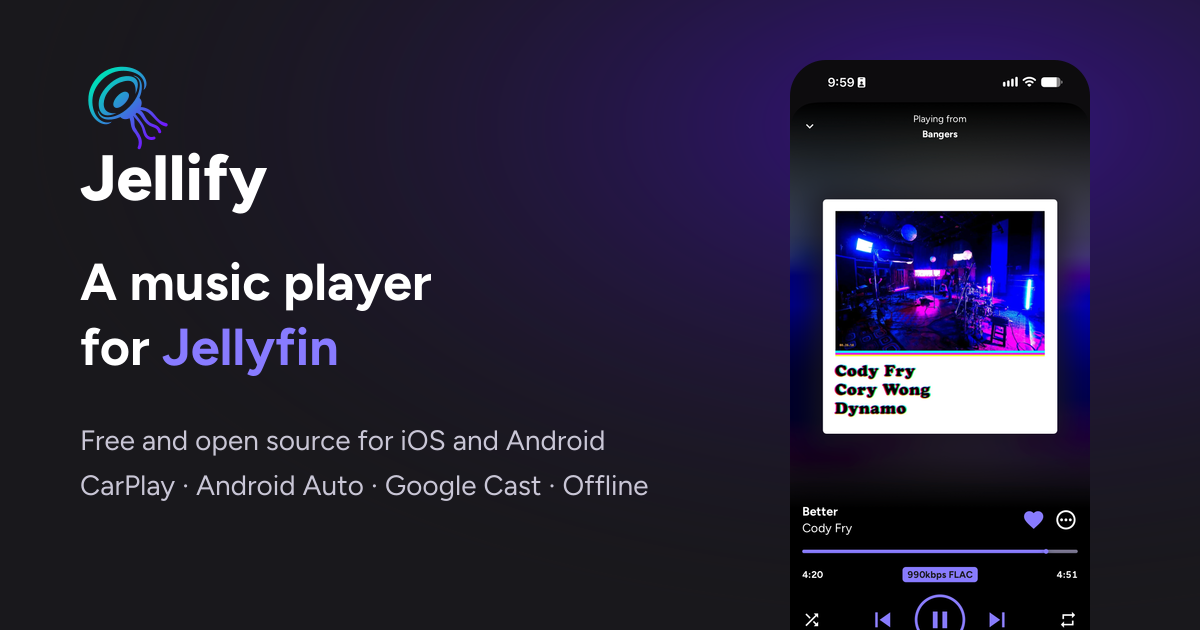 Jellify
A music player
for Jellyfin
Free and open source for iOS and Android
CarPlay · Android Auto · Google Cast · Offline
9:59
Playing from
Bangers
Cody Fry
Cory Wong
Dynamo
Better
Cody Fry
4:20
990kbps FLAC
4:51